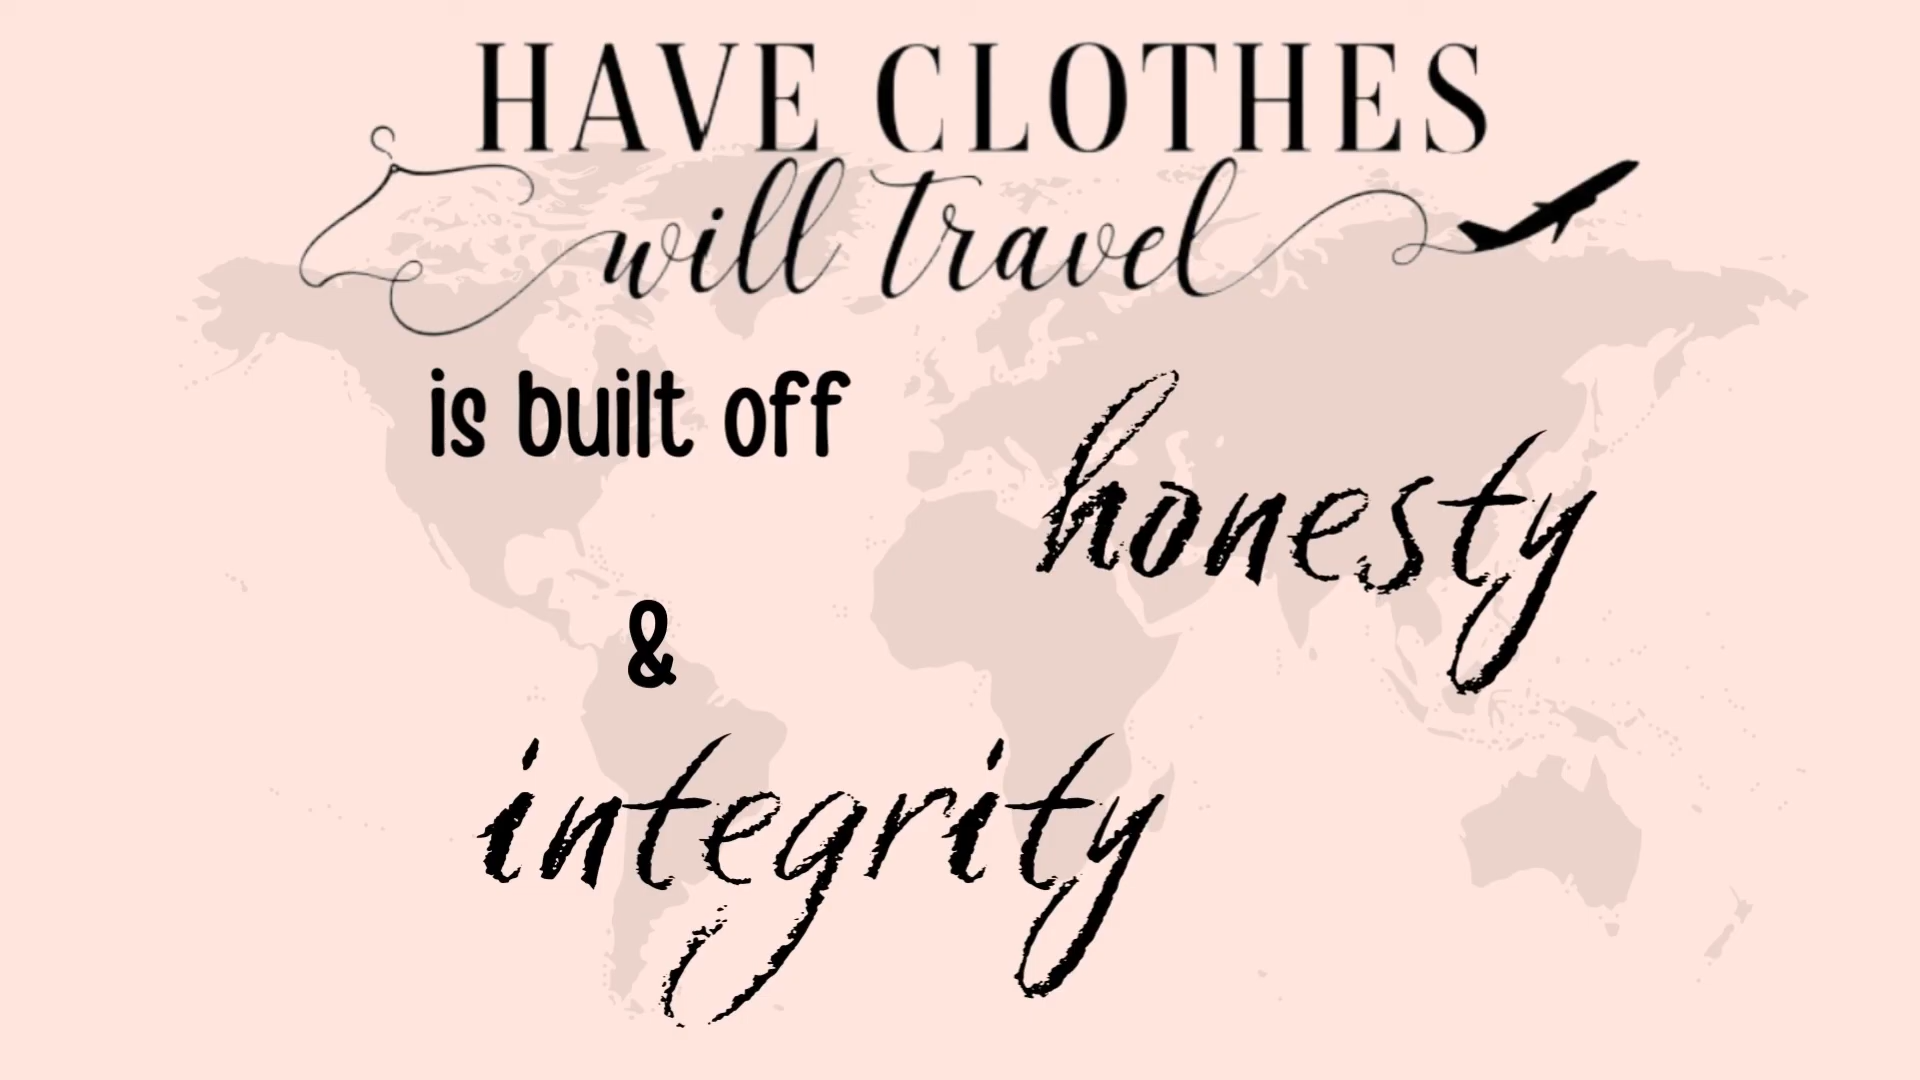 HAVE CLOTHES
will travel
is built off
honesty
&
integrity